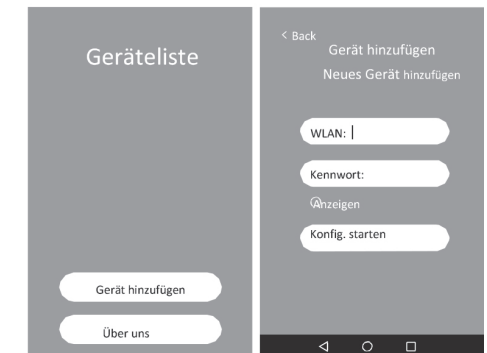 Geräteliste
Gerät hinzufügen
Über uns
< Back
Gerät hinzufügen
Neues Gerät hinzufügen
WLAN:
Kennwort:
Anzeigen
Konfig. starten